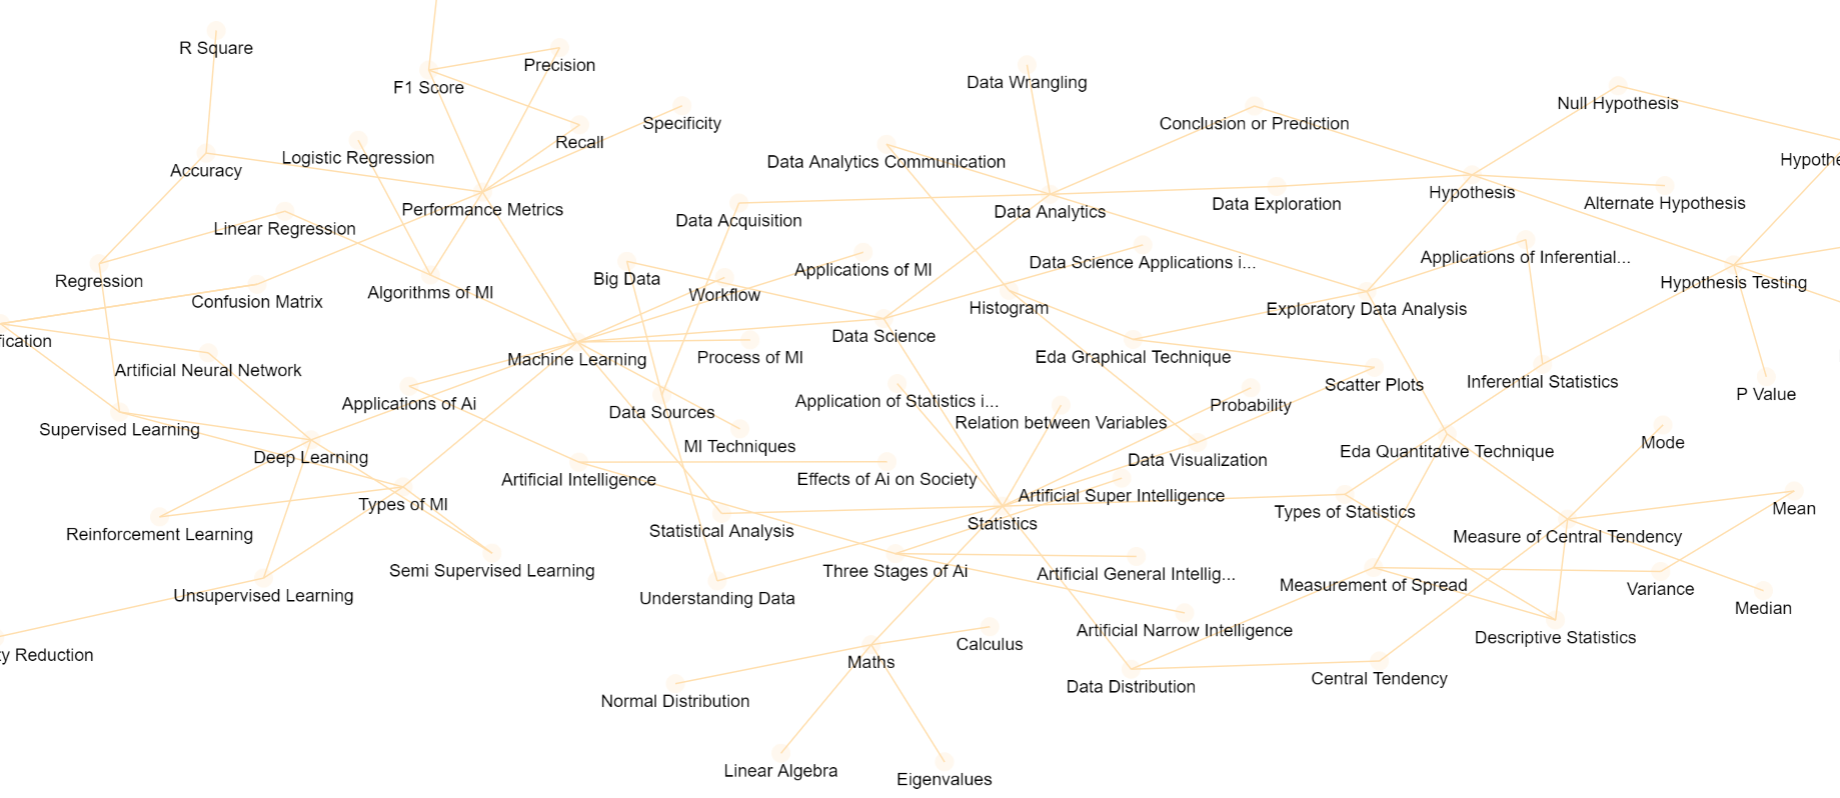 R Square
Precision
F1 Score
Data Wrangling
Null Hypothesis
Specificity
Conclusion or Prediction
Recall
Logistic Regression
Data Analytics Communication
Hypothe
Accuracy
Hypothesis
Alternate Hypothesis
Performance Metrics
Data Analytics
Data Exploration
Data Acquisition
Linear Regression
Applications of Inferential...
Data Science Applications i...
Applications of MI
Big Data
Regression
Hypothesis Testing
Algorithms of MI
Workflow
Confusion Matrix
Histogram
Exploratory Data Analysis
Data Science
fication
Eda Graphical Technique
Process of MI
Machine Learning
Artificial Neural Network
Inferential Statistics
Scatter Plots
P Value
Application of Statistics i...
Applications of Ai
Probability
Data Sources
Relation between Variables
Supervised Learning
Mode
MI Techniques
Eda Quantitative Technique
Deep Learning
Data Visualization
Artificial Intelligence
Effects of Ai on Society
Artificial Super Intelligence
Types of MI
Mean
Types of Statistics
Statistics
Statistical Analysis
Reinforcement Learning
Measure of Central Tendency
Semi Supervised Learning
Three Stages of Ai
Artificial General Intellig...
Measurement of Spread
Variance
Unsupervised Learning
Understanding Data
Median
Artificial Narrow Intelligence
Descriptive Statistics
Calculus
y Reduction
Maths
Central Tendency
Data Distribution
Normal Distribution
Linear Algebra
Eigenvalues